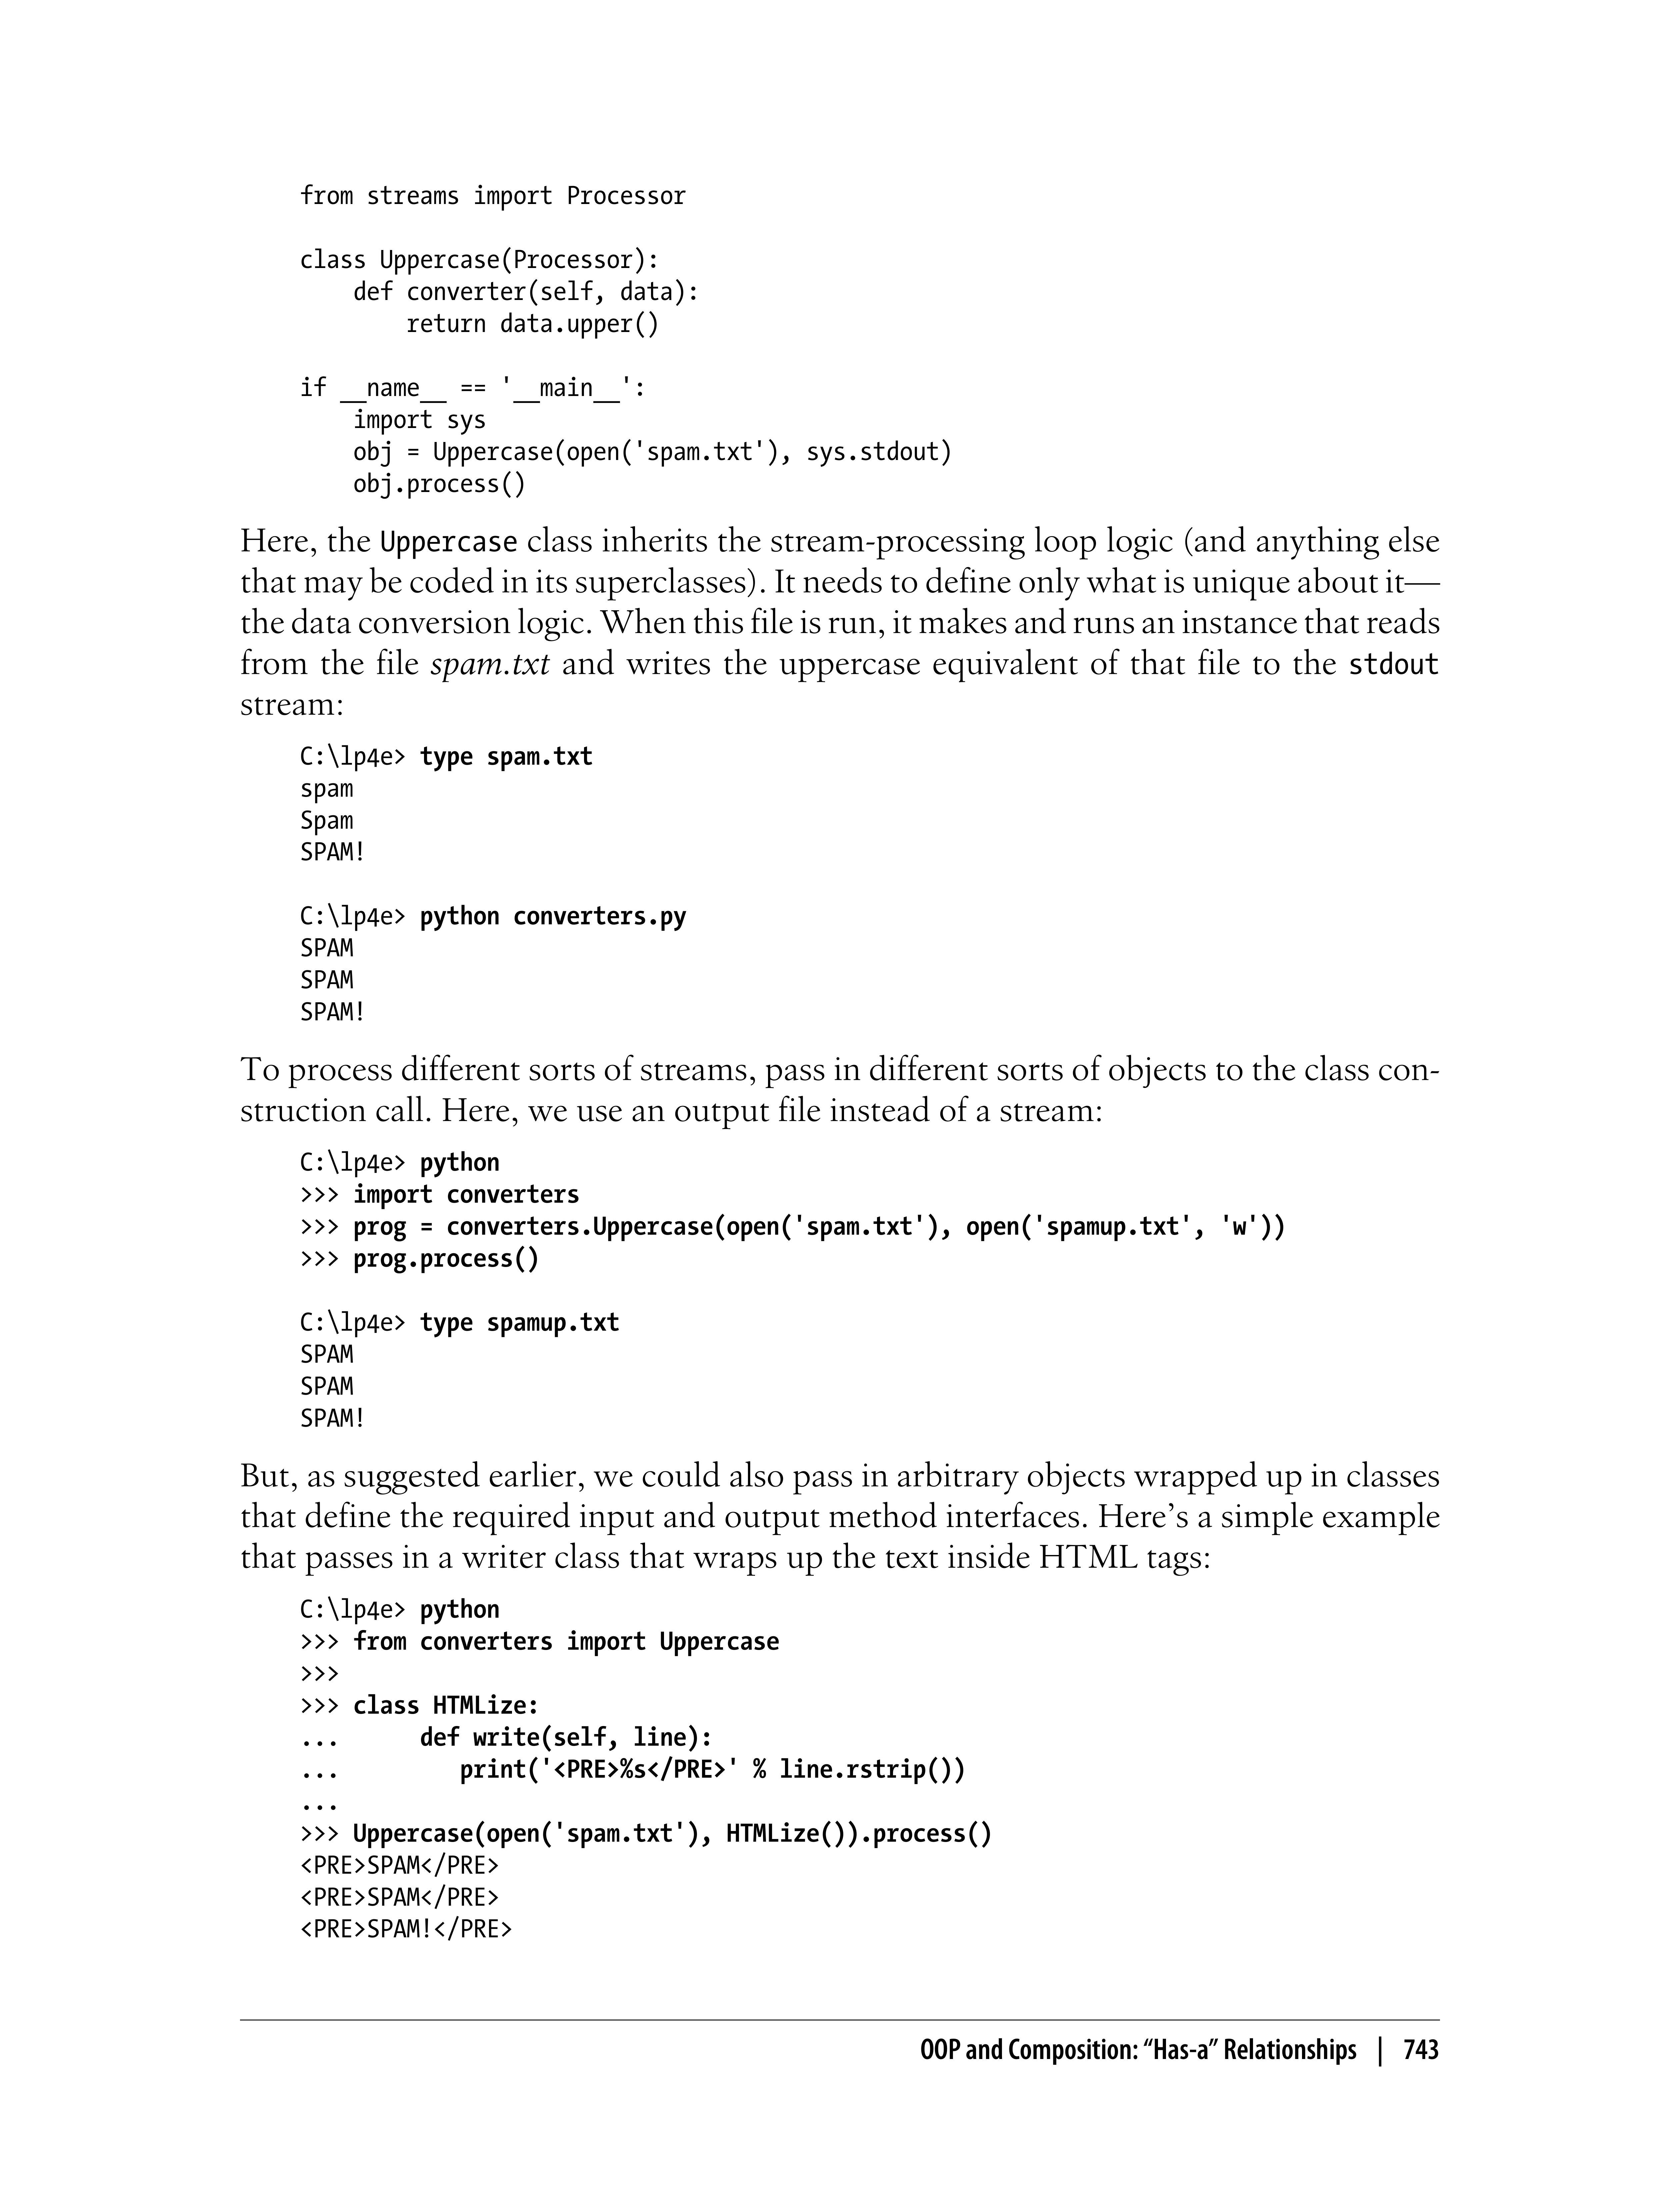 from streams import Processor

class Uppercase(Processor):
    def converter(self, data):
        return data.upper()

if __name__ == '__main__':
    import sys
    obj = Uppercase(open('spam.txt'), sys.stdout)
    obj.process()
Here, the Uppercase class inherits the stream-processing loop logic (and anything else
that may be coded in its superclasses). It needs to define only what is unique about it—
the data conversion logic. When this file is run, it makes and runs an instance that reads
from the file spam.txt and writes the uppercase equivalent of that file to the stdout
stream:
C:\lp4e> type spam.txt
spam
Spam
SPAM!

C:\lp4e> python converters.py
SPAM
SPAM
SPAM!
To process different sorts of streams, pass in different sorts of objects to the class con-
struction call. Here, we use an output file instead of a stream:
C:\lp4e> python
>>> import converters
>>> prog = converters.Uppercase(open('spam.txt'), open('spamup.txt', 'w'))
>>> prog.process()

C:\lp4e> type spamup.txt
SPAM
SPAM
SPAM!
But, as suggested earlier, we could also pass in arbitrary objects wrapped up in classes
that define the required input and output method interfaces. Here’s a simple example
that passes in a writer class that wraps up the text inside HTML tags:
C:\lp4e> python
>>> from converters import Uppercase
>>>
>>> class HTMLize:
...      def write(self, line):
...         print('<PRE>%s</PRE>' % line.rstrip())
...
>>> Uppercase(open('spam.txt'), HTMLize()).process()
<PRE>SPAM</PRE>
<PRE>SPAM</PRE>
<PRE>SPAM!</PRE>
OOP and Composition: “Has-a” Relationships | 743